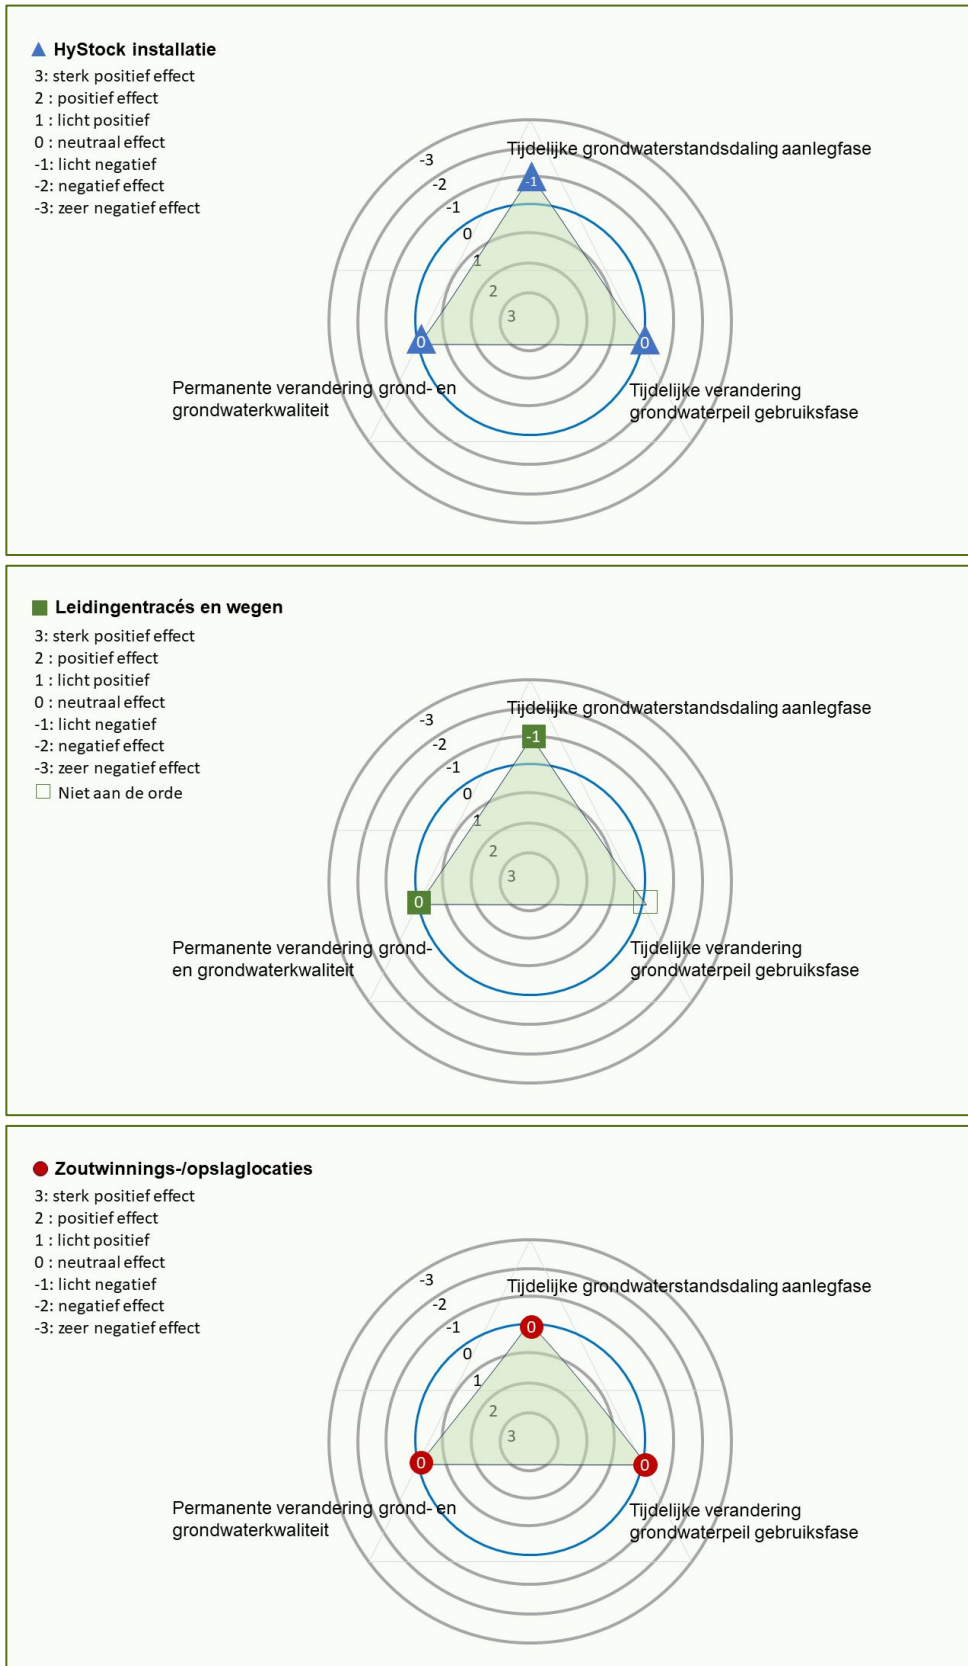 HyStock installatie
3: sterk positief effect
2 : positief effect
1 : licht positief
0 : neutraal effect
-1: licht negatief
-2: negatief effect
-3: zeer negatief effect
Tijdelijke grondwaterstandsdaling aanlegfase
-3
-2
-1
0
1
2
3
-1
0
0
Permanente verandering grond- en
grondwaterkwaliteit
Tijdelijke verandering
grondwaterpeil gebruiksfase
Leidingentracés en wegen
3: sterk positief effect
2 : positief effect
1 : licht positief
0 : neutraal effect
-1: licht negatief
-2: negatief effect
-3: zeer negatief effect
Niet aan de orde
Tijdelijke grondwaterstandsdaling aanlegfase
-3
-2
-1
0
1
2
3
-1
0
Permanente verandering grond-
en grondwaterkwaliteit
Tijdelijke verandering
grondwaterpeil gebruiksfase
Zoutwinnings-/opslaglocaties
3: sterk positief effect
2 : positief effect
1 : licht positief
0 : neutraal effect
-1: licht negatief
-2: negatief effect
-3: zeer negatief effect
Tijdelijke grondwaterstandsdaling aanlegfase
-3
-2
-1
0
1
2
3
0
0
0
Permanente verandering grond- en
grondwaterkwaliteit
Tijdelijke verandering
grondwaterpeil gebruiksfase